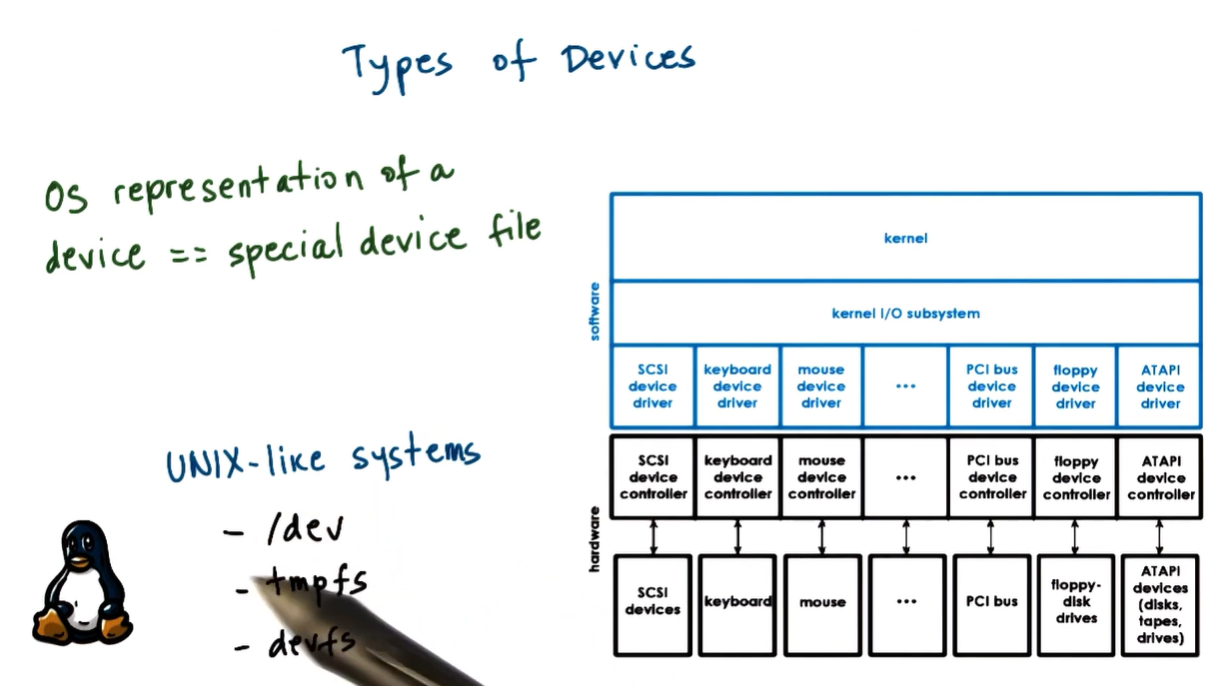 Types of Devices
OS representation of a
device == special device file
UNIX-like systems
- /dev
- tmpfs
- devfs
software
kernel
kernel I/O subsystem
SCSI device driver
keyboard device driver
mouse device driver
...
PCI bus device driver
floppy device driver
ATAPI device driver
hardware
SCSI device controller
keyboard device controller
mouse device controller
...
PCI bus device controller
floppy device controller
ATAPI device controller
SCSI devices
keyboard
mouse
...
PCI bus
floppy-disk drives
ATAPI devices (disks, tapes, drives)